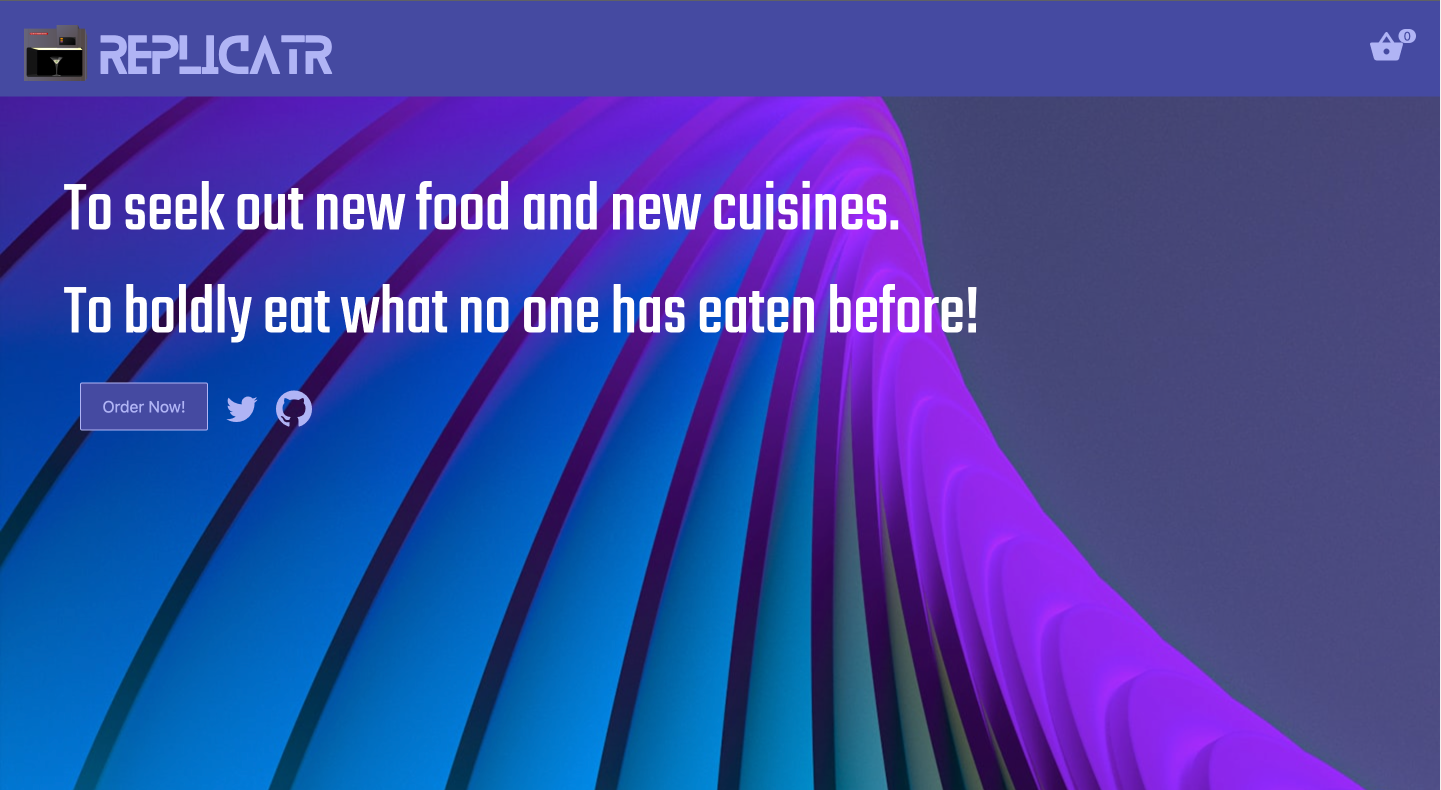 REPLICATR
0
To seek out new food and new cuisines.
To boldly eat what no one has eaten before!
Order Now!